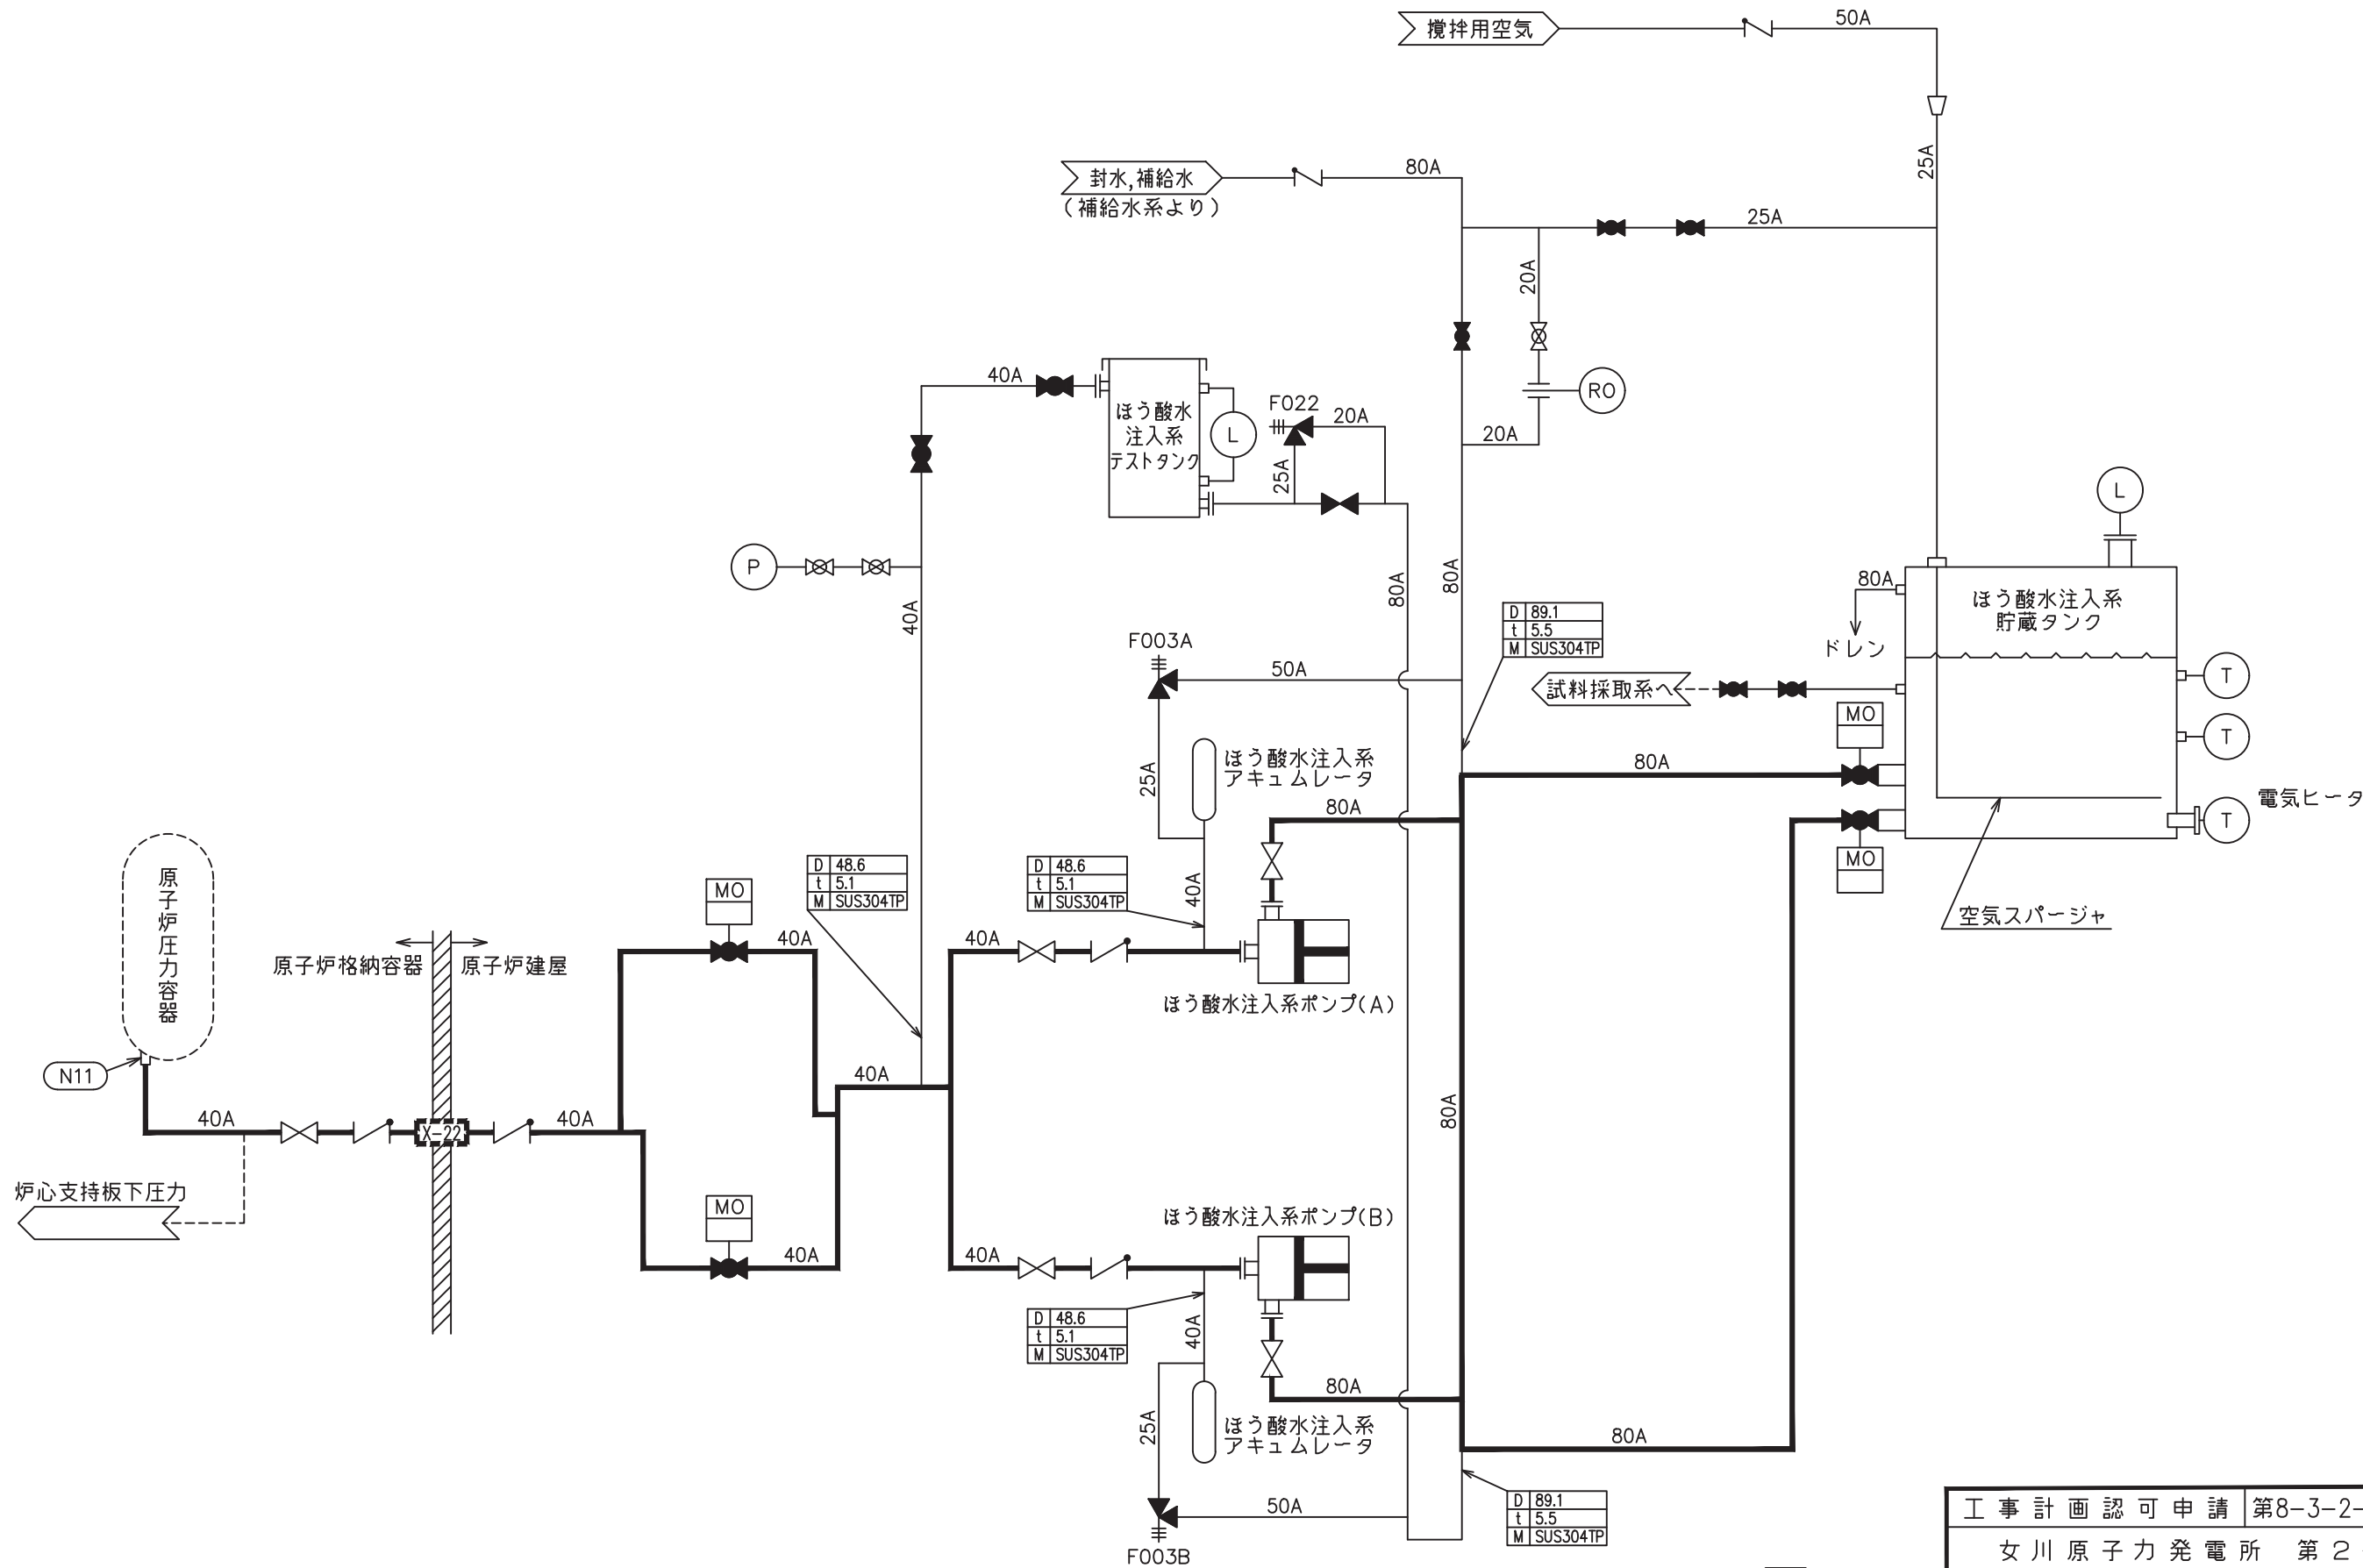 攪拌用空気
50A
25A
封水,補給水
(補給水系より)
80A
25A
20A
RO
20A
40A
ほう酸水
注入系
テストタンク
L
F022
20A
25A
P
40A
80A
80A
D 89.1
t 5.5
M SUS304TP
L
80A
ドレン
ほう酸水注入系
貯蔵タンク
試料採取系へ
T
T
T
電気ヒータ
MO
MO
80A
空気スパージャ
F003A
50A
25A
ほう酸水注入系
アキュムレータ
80A
40A
D 48.6
t 5.1
M SUS304TP
D 48.6
t 5.1
M SUS304TP
MO
40A
40A
ほう酸水注入系ポンプ(A)
原子炉圧力容器
原子炉格納容器
原子炉建屋
N11
40A
X-22
40A
40A
80A
炉心支持板下圧力
MO
40A
40A
ほう酸水注入系ポンプ(B)
D 48.6
t 5.1
M SUS304TP
40A
80A
25A
ほう酸水注入系
アキュムレータ
80A
50A
F003B
D 89.1
t 5.5
M SUS304TP
工事計画認可申請 第8-3-2-
女川原子力発電所 第2